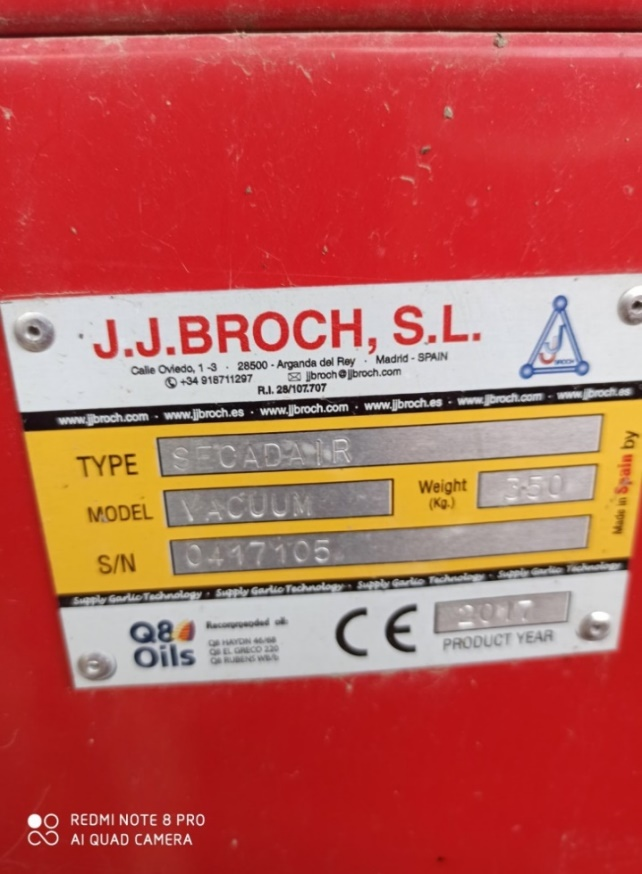 J.J.BROCH, S.L.
Calle Oviedo, 1 -3 · 28500 - Arganda del Rey · Madrid - SPAIN
+34 918711297 jjbroch@jjbroch.com
R.I. 28/107.707
BROCH
www.jjbroch.com · www.jjbroch.es · www.jjbroch.com · www.jjbroch.es · www.jjbroch.com · www.jjbroch.es
TYPE SECADAIR
MODEL VACUUM Weight (Kg.) 350
S/N 0417105
Made in Spain by
Supply Garlic Technology · Supply Garlic Technology · Supply Garlic Technology · Supply Garlic Technology
Q8 Oils
Recommended oil:
Q8 HAYDN 46/68
Q8 EL GRECO 220
Q8 RUBENS WB/b
CE
2017
PRODUCT YEAR
REDMI NOTE 8 PRO
AI QUAD CAMERA